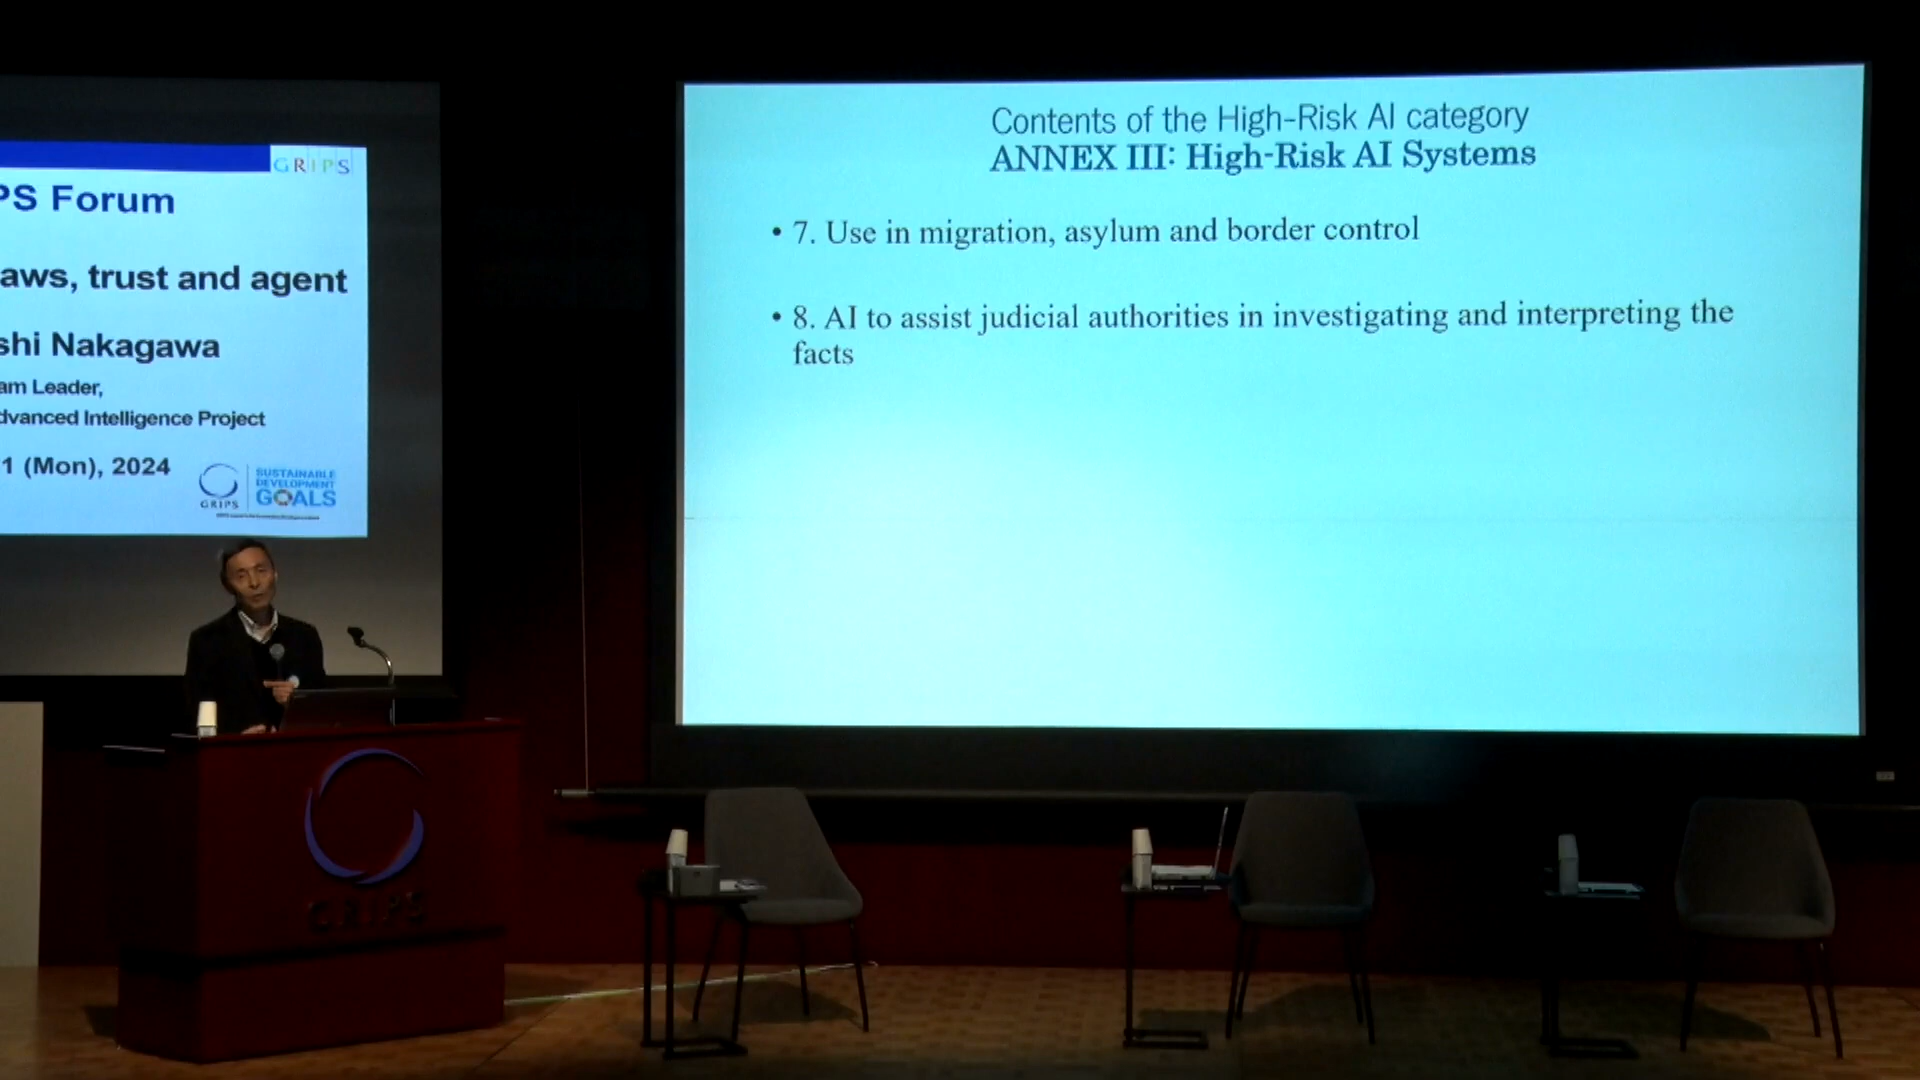 GRIPS
PS Forum
aws, trust and agent
shi Nakagawa
am Leader,
dvanced Intelligence Project
1 (Mon), 2024
GRIPS
SUSTAINABLE
DEVELOPMENT
GOALS
Contents of the High-Risk AI category
ANNEX III: High-Risk AI Systems
• 7. Use in migration, asylum and border control
• 8. AI to assist judicial authorities in investigating and interpreting the
facts
GRIPS